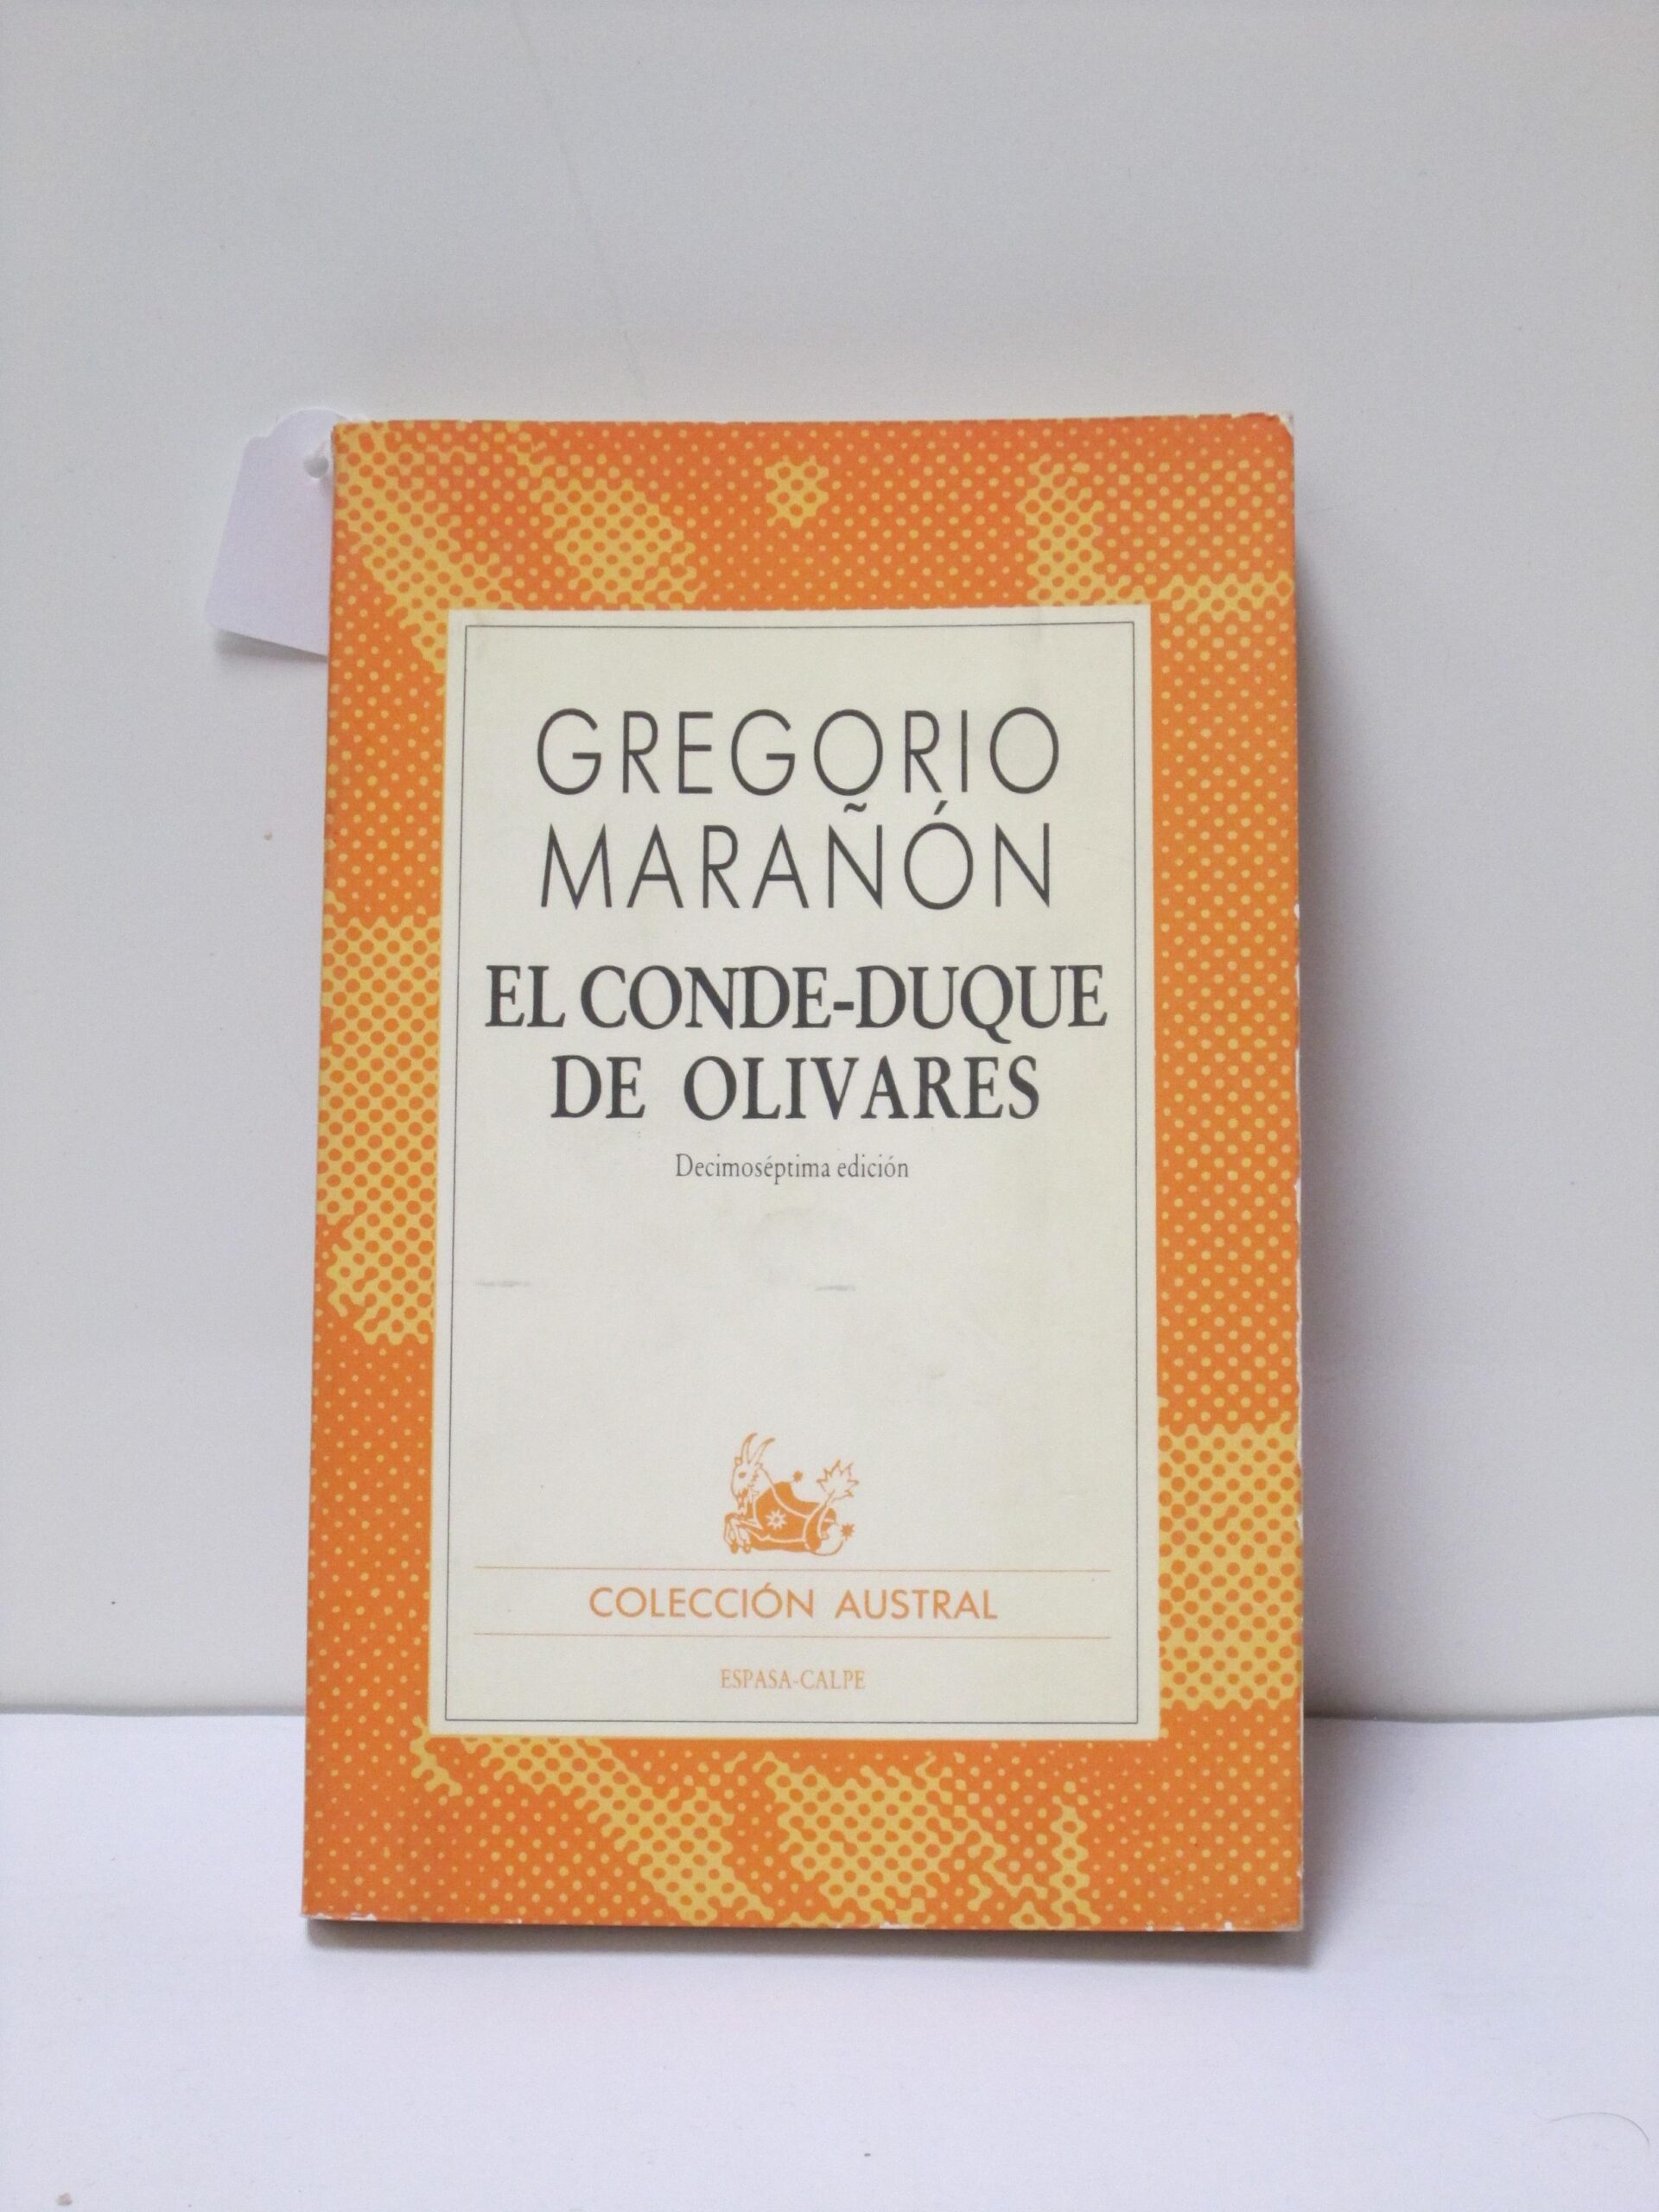 GREGORIO
MARAÑÓN
EL CONDE-DUQUE
DE OLIVARES
Decimoséptima edición
COLECCIÓN AUSTRAL
ESPASA-CALPE